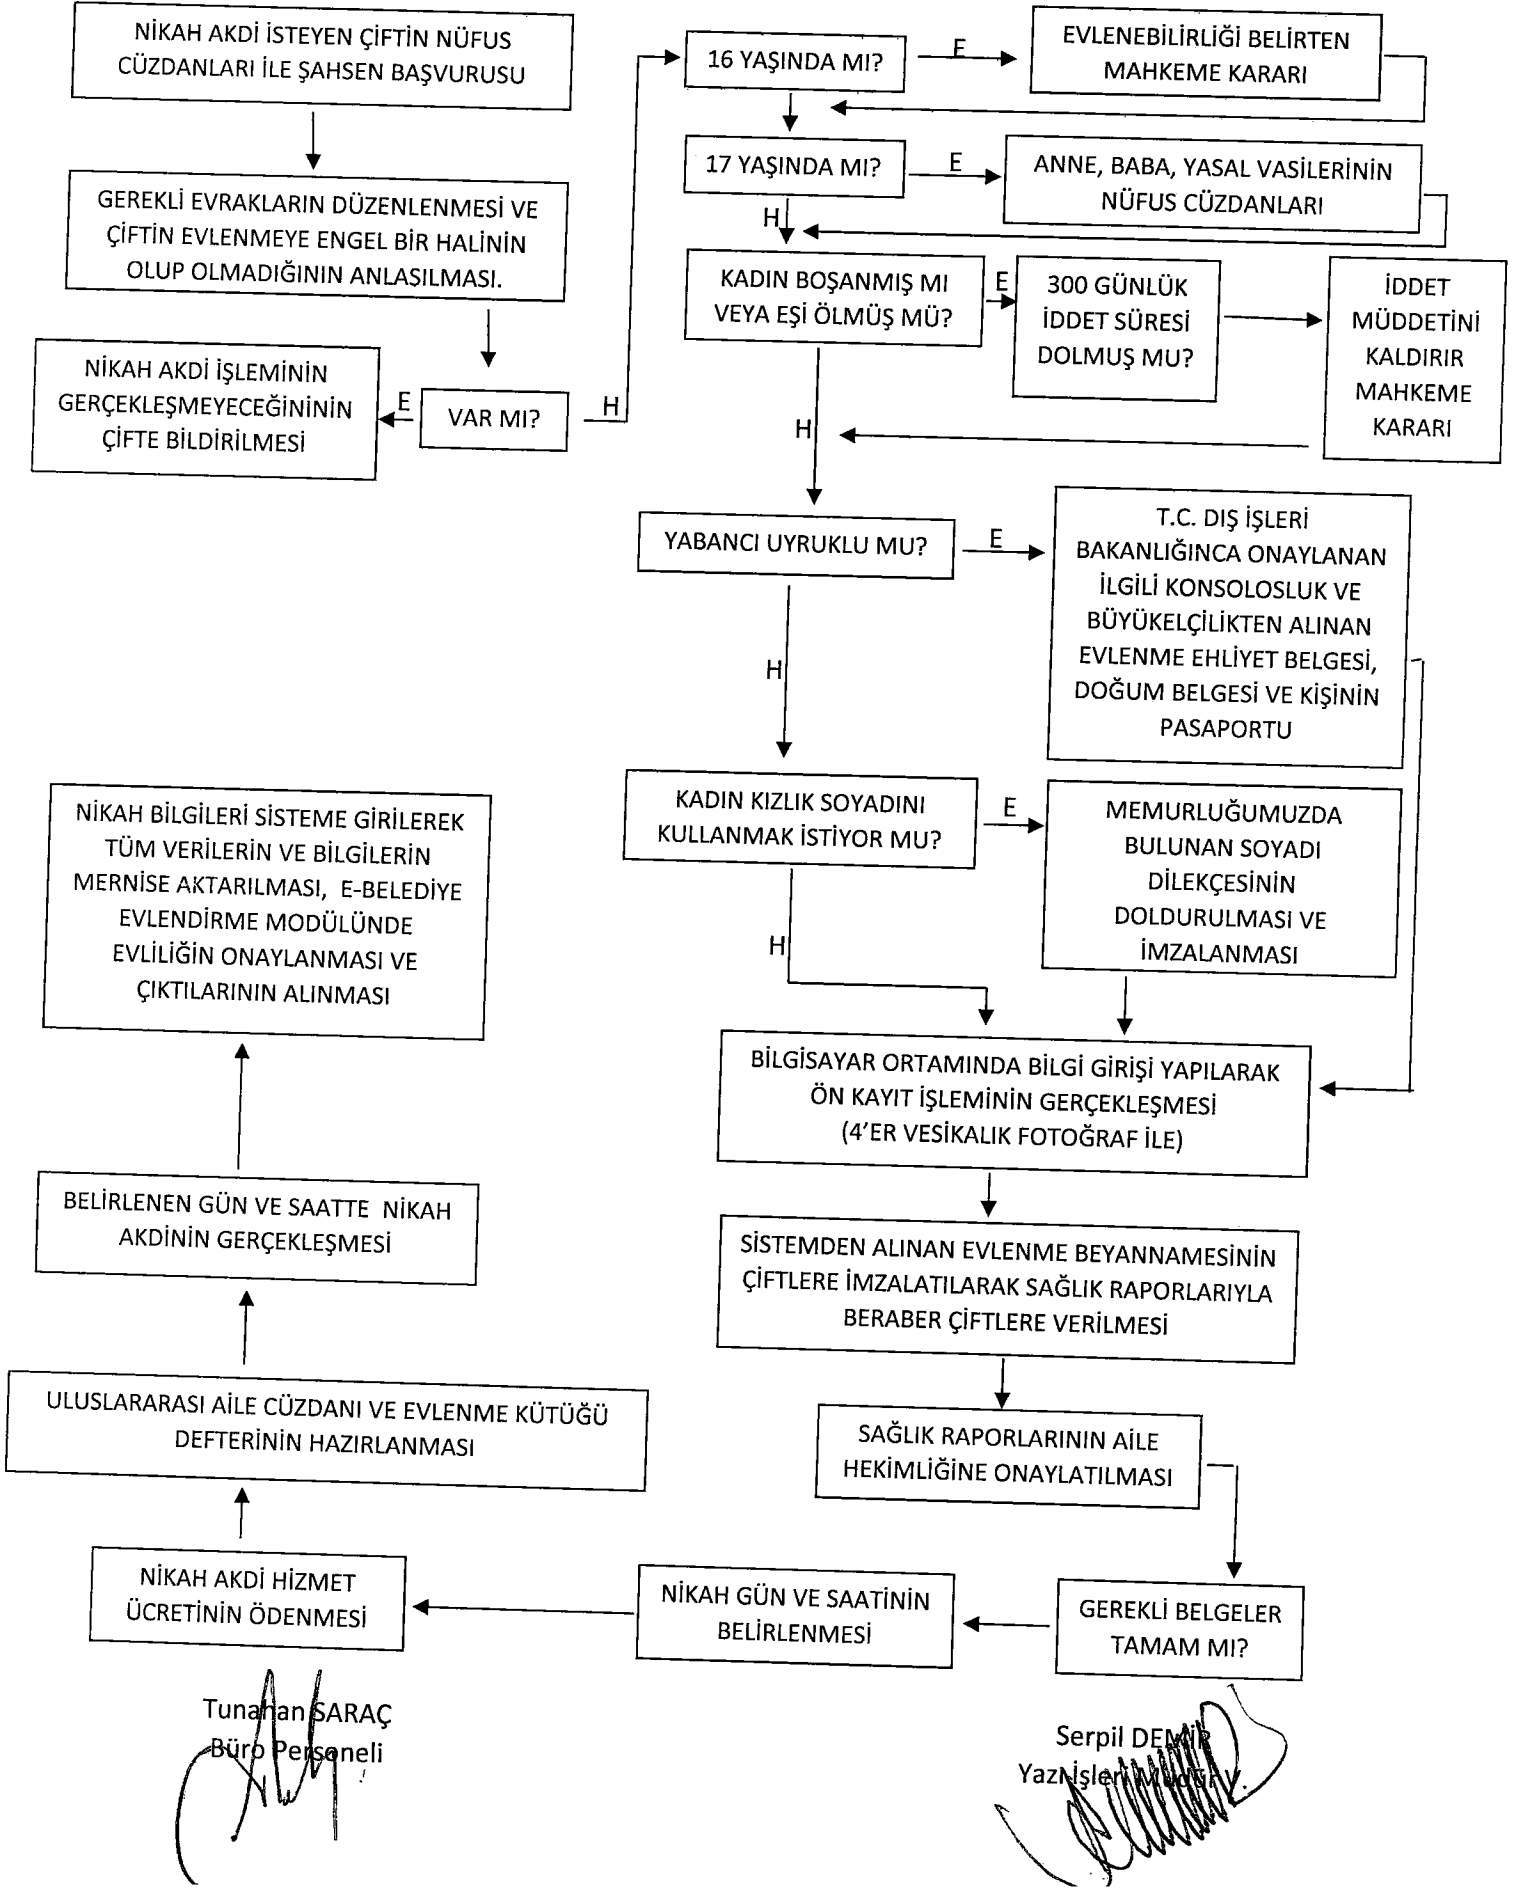 NİKAH AKDİ İSTEYEN ÇİFTİN NÜFUS
CÜZDANLARI İLE ŞAHSEN BAŞVURUSU
GEREKLİ EVRAKLARIN DÜZENLENMESİ VE
ÇİFTİN EVLENMEYE ENGEL BİR HALİNİN
OLUP OLMADIĞININ ANLAŞILMASI.
VAR MI?
E
NİKAH AKDİ İŞLEMİNİN
GERÇEKLEŞMEYECEĞİNİNİN
ÇİFTE BİLDİRİLMESİ
H
16 YAŞINDA MI?
E
EVLENEBİLİRLİĞİ BELİRTEN
MAHKEME KARARI
17 YAŞINDA MI?
E
ANNE, BABA, YASAL VASİLERİNİN
NÜFUS CÜZDANLARI
H
KADIN BOŞANMIŞ MI
VEYA EŞİ ÖLMÜŞ MÜ?
E
300 GÜNLÜK
İDDET SÜRESİ
DOLMUŞ MU?
İDDET
MÜDDETİNİ
KALDIRIR
MAHKEME
KARARI
H
YABANCI UYRUKLU MU?
E
T.C. DIŞ İŞLERİ
BAKANLIĞINCA ONAYLANAN
İLGİLİ KONSOLOSLUK VE
BÜYÜKELÇİLİKTEN ALINAN
EVLENME EHLİYET BELGESİ,
DOĞUM BELGESİ VE KİŞİNİN
PASAPORTU
H
KADIN KIZLIK SOYADINI
KULLANMAK İSTİYOR MU?
E
MEMURLUĞUMUZDA
BULUNAN SOYADI
DİLEKÇESİNİN
DOLDURULMASI VE
İMZALANMASI
H
BİLGİSAYAR ORTAMINDA BİLGİ GİRİŞİ YAPILARAK
ÖN KAYIT İŞLEMİNİN GERÇEKLEŞMESİ
(4'ER VESİKALIK FOTOĞRAF İLE)
SİSTEMDEN ALINAN EVLENME BEYANNAMESİNİN
ÇİFTLERE İMZALATILARAK SAĞLIK RAPORLARIYLA
BERABER ÇİFTLERE VERİLMESİ
SAĞLIK RAPORLARININ AİLE
HEKİMLİĞİNE ONAYLATILMASI
GEREKLİ BELGELER
TAMAM MI?
NİKAH GÜN VE SAATİNİN
BELİRLENMESİ
NİKAH AKDİ HİZMET
ÜCRETİNİN ÖDENMESİ
ULUSLARARASI AİLE CÜZDANI VE EVLENME KÜTÜĞÜ
DEFTERİNİN HAZIRLANMASI
BELİRLENEN GÜN VE SAATTE NİKAH
AKDİNİN GERÇEKLEŞMESİ
NİKAH BİLGİLERİ SİSTEME GİRİLEREK
TÜM VERİLERİN VE BİLGİLERİN
MERNİSE AKTARILMASI, E-BELEDİYE
EVLENDİRME MODÜLÜNDE
EVLİLİĞİN ONAYLANMASI VE
ÇIKTILARININ ALINMASI
Tunahan SARAÇ
Büro Personeli
Serpil DEMİR
Yazı İşleri Müdür V.